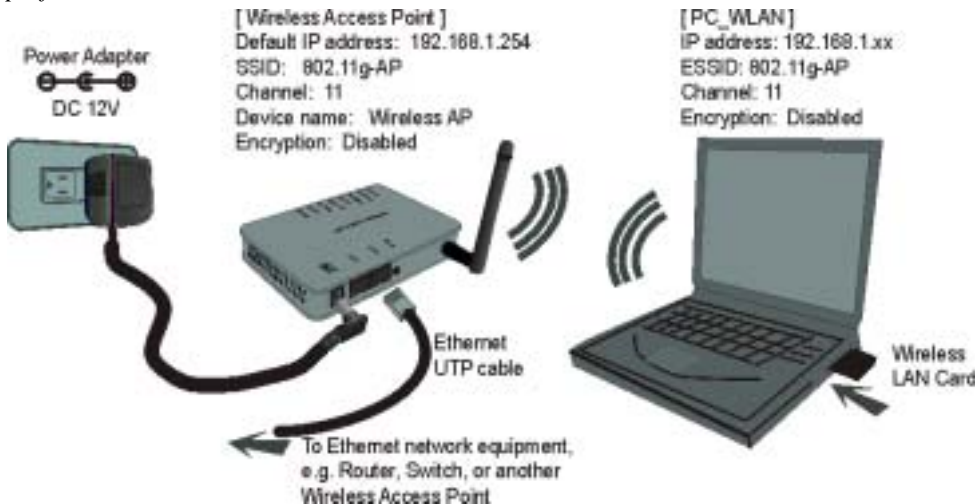 [ Wireless Access Point ]
Default IP address: 192.168.1.254
SSID: 802.11g-AP
Channel: 11
Device name: Wireless AP
Encryption: Disabled
[ PC_WLAN ]
IP address: 192.168.1.xx
ESSID: 802.11g-AP
Channel: 11
Encryption: Disabled
Power Adapter
DC 12V
Ethernet
UTP cable
Wireless
LAN Card
To Ethernet network equipment,
e.g. Router, Switch, or another
Wireless Access Point